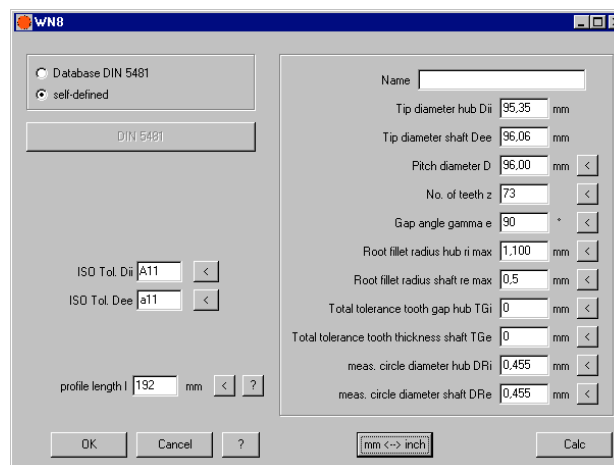 WN8
Database DIN 5481
self-defined
DIN 5481
ISO Tol. Dii A11 <
ISO Tol. Dee a11 <
profile length l 192 mm < ?
Name
Tip diameter hub Dii 95,35 mm
Tip diameter shaft Dee 96,06 mm
Pitch diameter D 96,00 mm <
No. of teeth z 73 <
Gap angle gamma e 90 ° <
Root fillet radius hub ri max 1,100 mm <
Root fillet radius shaft re max 0,5 mm <
Total tolerance tooth gap hub TGi 0 mm <
Total tolerance tooth thickness shaft TGe 0 mm <
meas. circle diameter hub DRi 0,455 mm <
meas. circle diameter shaft DRe 0,455 mm <
OK Cancel ? mm <--> inch Calc